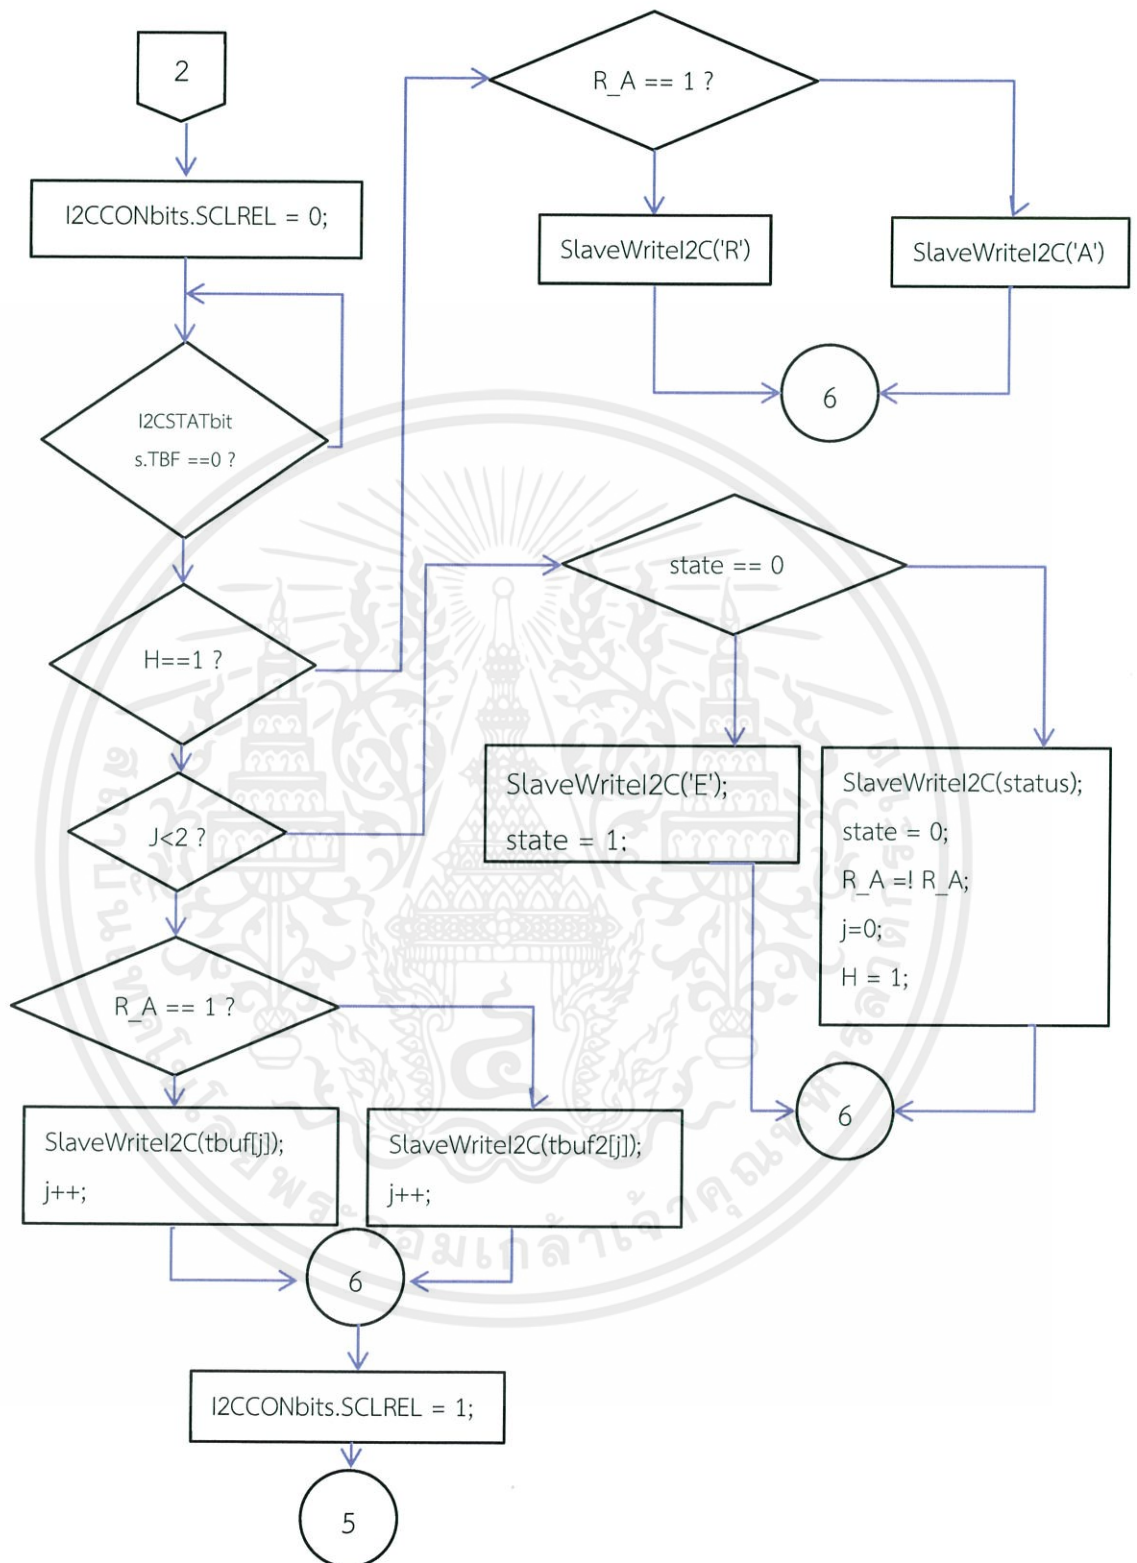 2
I2CCONbits.SCLREL = 0;
I2CSTATbit
s.TBF ==0 ?
H==1 ?
J<2 ?
R_A == 1 ?
SlaveWriteI2C(tbuf[j]);
j++;
SlaveWriteI2C(tbuf2[j]);
j++;
6
I2CCONbits.SCLREL = 1;
5
R_A == 1 ?
SlaveWriteI2C('R')
SlaveWriteI2C('A')
6
state == 0
SlaveWriteI2C('E');
state = 1;
SlaveWriteI2C(status);
state = 0;
R_A =! R_A;
j=0;
H = 1;
6